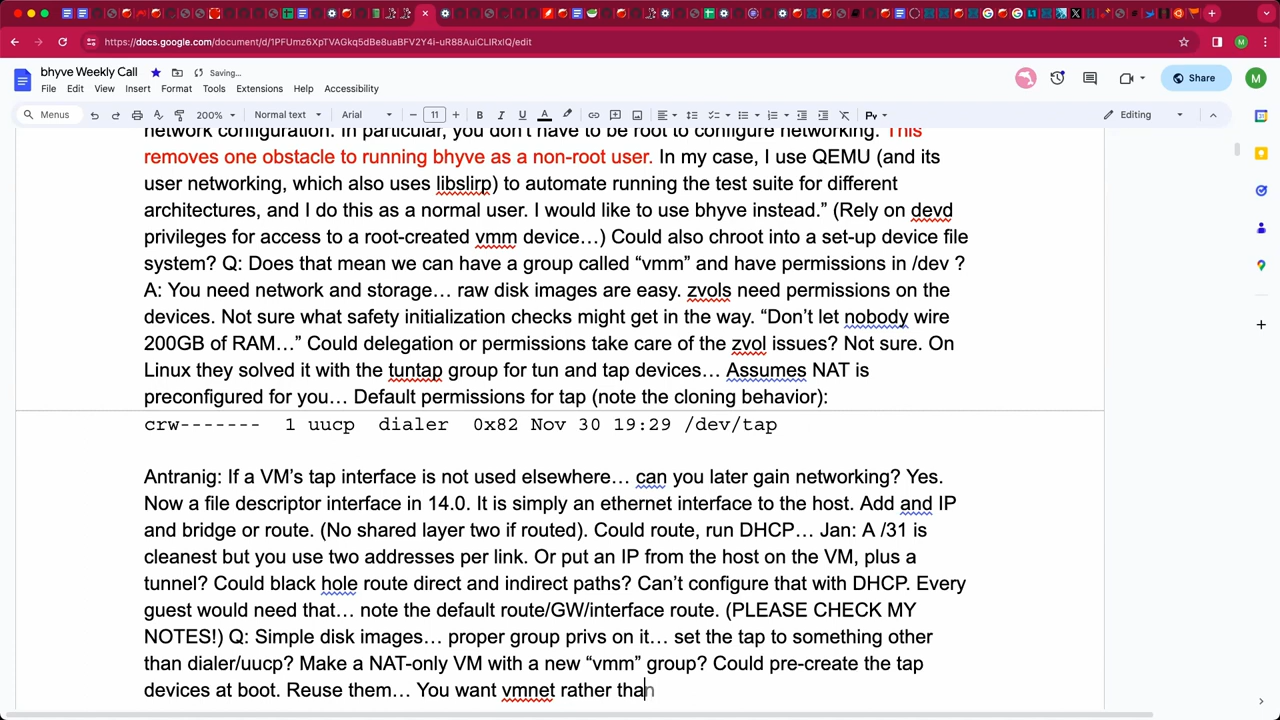 https://docs.google.com/document/d/1PFUmz6XpTVAGkq5dBe8uaBFV2Y4i-uR88AuiCLIRxIQ/edit
M
bhyve Weekly Call
Saving...
File Edit View Insert Format Tools Extensions Help Accessibility
Share
M
Menus
200%
Normal text
Arial
11
Editing
network configuration. In particular, you don't have to be root to configure networking. This
removes one obstacle to running bhyve as a non-root user. In my case, I use QEMU (and its
user networking, which also uses libslirp) to automate running the test suite for different
architectures, and I do this as a normal user. I would like to use bhyve instead.” (Rely on devd
privileges for access to a root-created vmm device…) Could also chroot into a set-up device file
system? Q: Does that mean we can have a group called “vmm” and have permissions in /dev ?
A: You need network and storage… raw disk images are easy. zvols need permissions on the
devices. Not sure what safety initialization checks might get in the way. “Don’t let nobody wire
200GB of RAM…” Could delegation or permissions take care of the zvol issues? Not sure. On
Linux they solved it with the tuntap group for tun and tap devices… Assumes NAT is
preconfigured for you… Default permissions for tap (note the cloning behavior):
crw------- 1 uucp dialer 0x82 Nov 30 19:29 /dev/tap
Antranig: If a VM’s tap interface is not used elsewhere… can you later gain networking? Yes.
Now a file descriptor interface in 14.0. It is simply an ethernet interface to the host. Add and IP
and bridge or route. (No shared layer two if routed). Could route, run DHCP… Jan: A /31 is
cleanest but you use two addresses per link. Or put an IP from the host on the VM, plus a
tunnel? Could black hole route direct and indirect paths? Can’t configure that with DHCP. Every
guest would need that… note the default route/GW/interface route. (PLEASE CHECK MY
NOTES!) Q: Simple disk images… proper group privs on it… set the tap to something other
than dialer/uucp? Make a NAT-only VM with a new “vmm” group? Could pre-create the tap
devices at boot. Reuse them… You want vmnet rather than